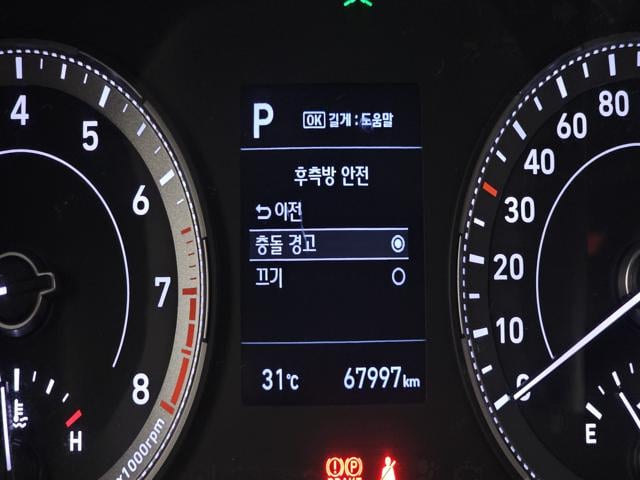 P
OK 길게 : 도움말
후측방 안전
이전
충돌 경고
끄기
31℃
67997km
4
5
6
7
8
x1000rpm
H
80
60
40
30
20
10
0
E
P
BRAKE